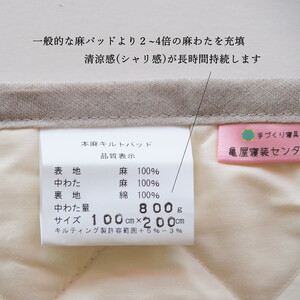 一般的な麻パッドより２~4倍の麻わたを充填
清涼感(シャリ感)が長時間持続します
本麻キルトパッド
品質表示
表 地 麻 100%
中わた 麻 100%
裏 地 綿 100%
中わた量 800g
サイズ 100cm×200cm
キルティング製許容範囲＋5％－3％
手づくり寝具
亀屋寝装センタ